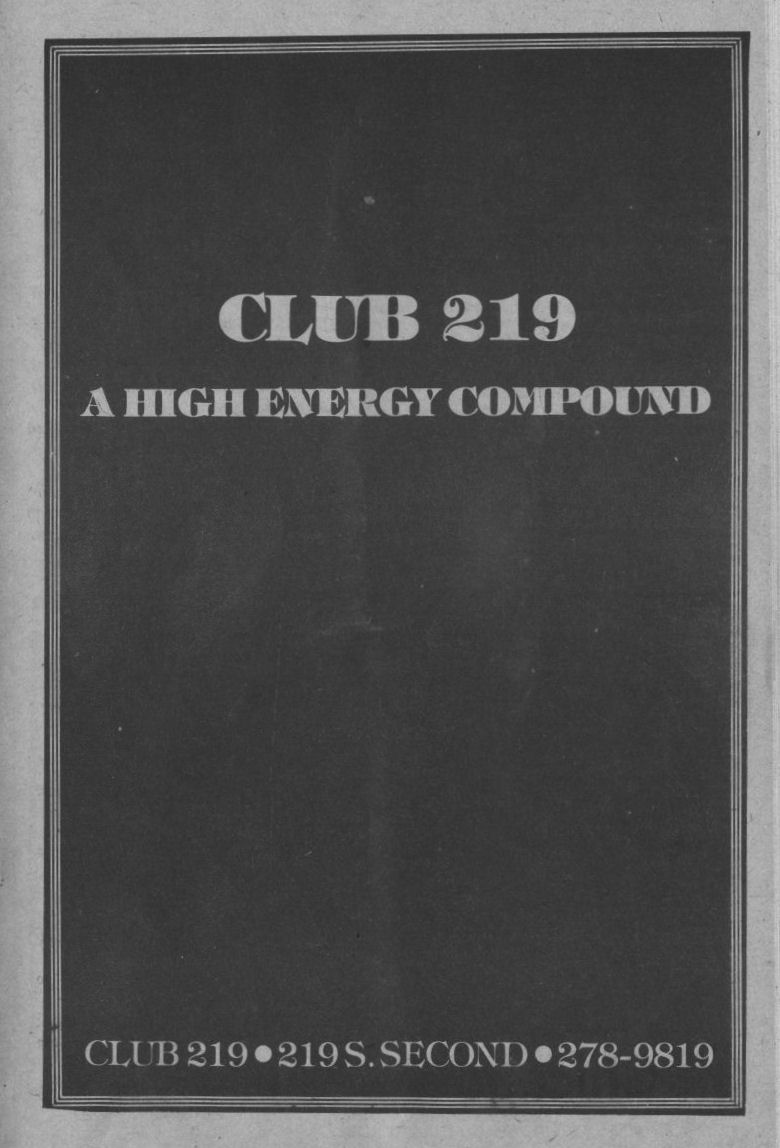 CLUB 219
A HIGH ENERGY COMPOUND
CLUB 219 • 219 S. SECOND • 278-9819